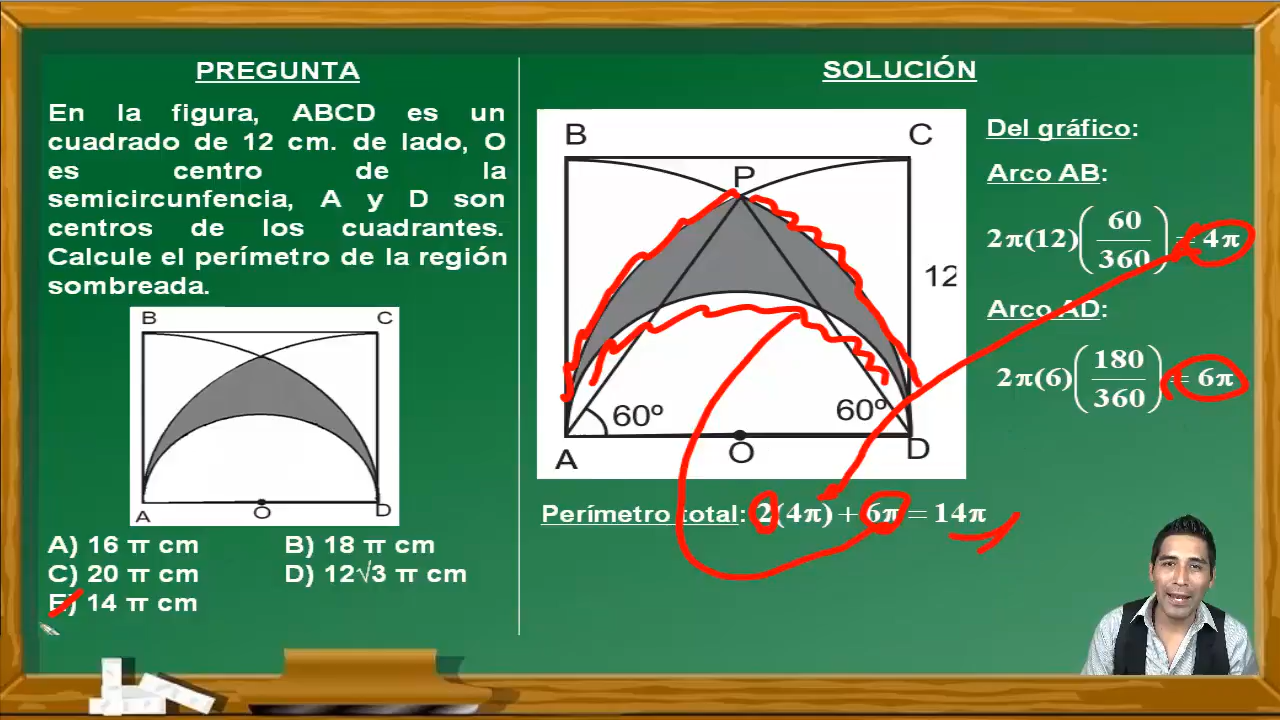 PREGUNTA
En la figura, ABCD es un
cuadrado de 12 cm. de lado, O
es centro de la
semicircunfencia, A y D son
centros de los cuadrantes.
Calcule el perímetro de la región
sombreada.
B C
A O D
A) 16 π cm B) 18 π cm
C) 20 π cm D) 12√3 π cm
E) 14 π cm
SOLUCIÓN
B C
P
12
60º 60º
A O D
Del gráfico:
Arco AB:
2π(12)(60/360) = 4π
Arco AD:
2π(6)(180/360) = 6π
Perímetro total: 2(4π) + 6π = 14π